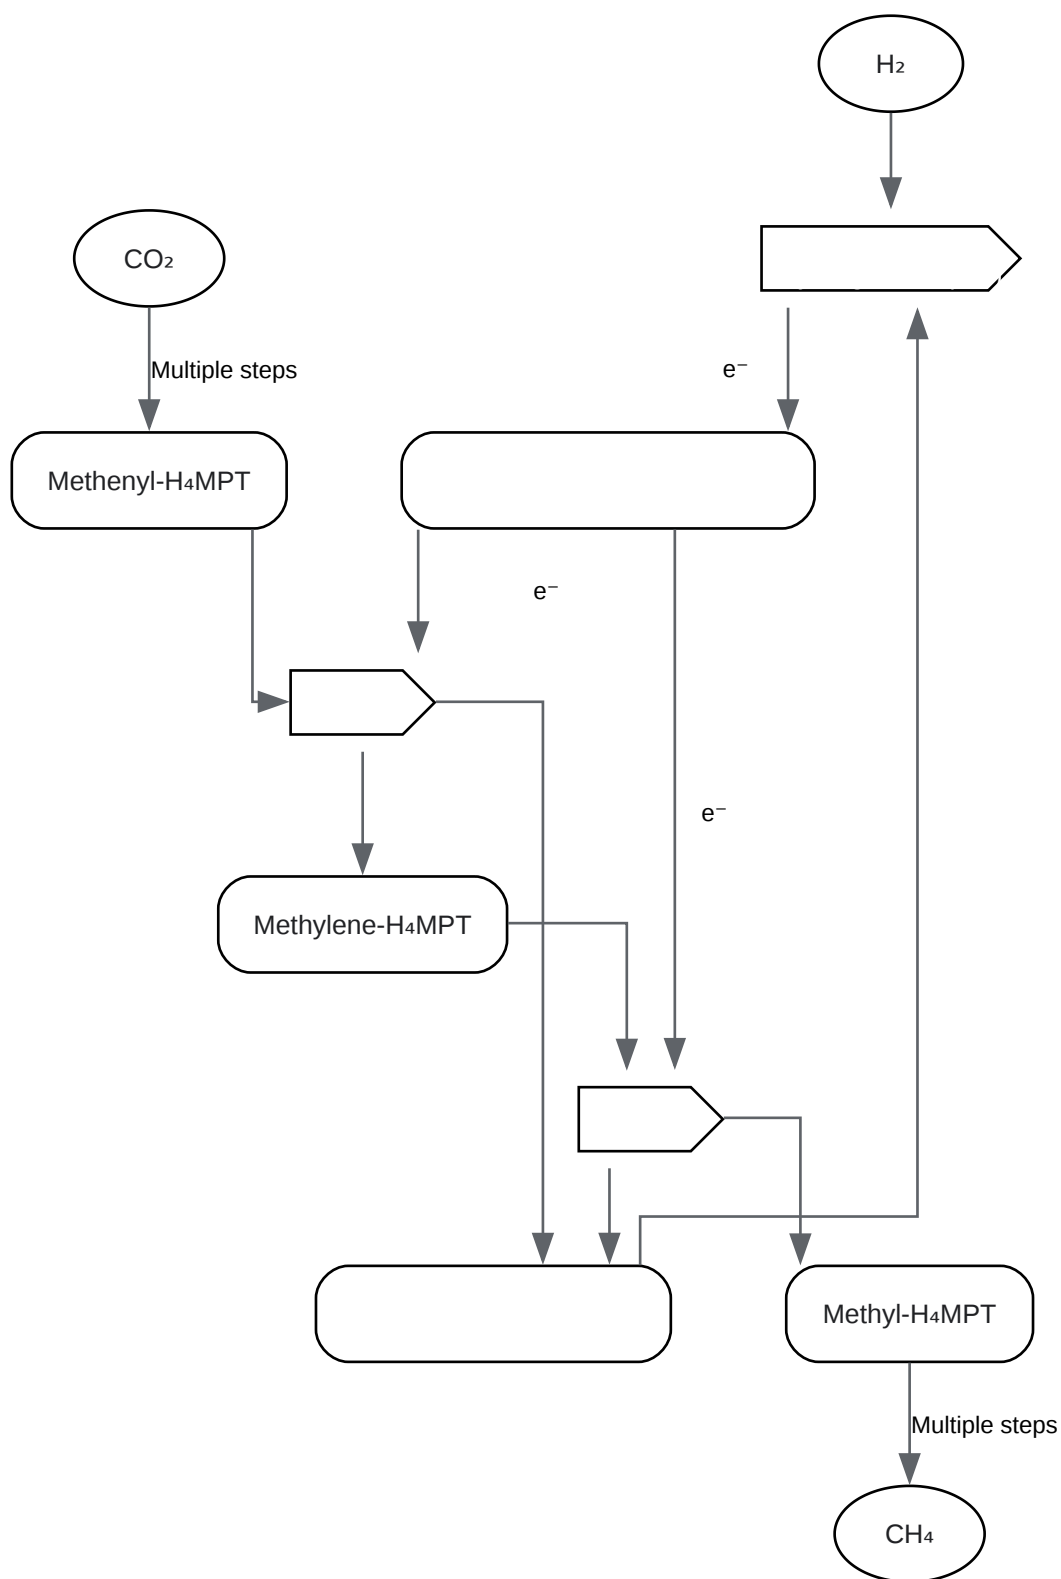 H₂
CO₂
Multiple steps
e⁻
Methenyl-H₄MPT
e⁻
e⁻
Methylene-H₄MPT
Methyl-H₄MPT
Multiple steps
CH₄